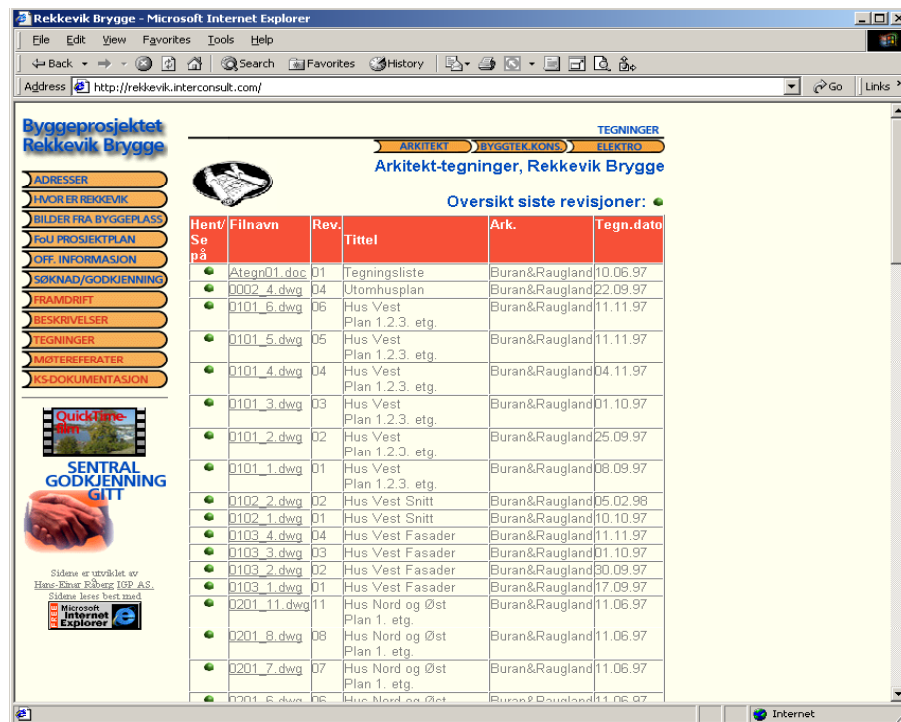 Rekkevik Brygge - Microsoft Internet Explorer
File Edit View Favorites Tools Help
Back Search Favorites History
Address http://rekkevik.interconsult.com/ Go Links
Byggeprosjektet
Rekkevik Brygge
ADRESSER
HVOR ER REKKEVIK
BILDER FRA BYGGEPLASS
FoU PROSJEKTPLAN
OFF. INFORMASJON
SØKNAD/GODKJENNING
FRAMDRIFT
BESKRIVELSER
TEGNINGER
MØTEREFERATER
KS-DOKUMENTASJON
QuickTime-
film
SENTRAL
GODKJENNING
GITT
Sidene er utviklet av
Hans-Einar Råberg IGP AS.
Sidene leses best med
FREE Microsoft
Internet
Explorer
TEGNINGER
ARKITEKT BYGGTEK.KONS. ELEKTRO
Arkitekt-tegninger, Rekkevik Brygge
Oversikt siste revisjoner:
Hent/ Filnavn Rev. Ark. Tegn.dato
Se Tittel
på
Ategn01.doc 01 Tegningsliste Buran&Raugland 10.06.97
0002_4.dwg 04 Utomhusplan Buran&Raugland 22.09.97
0101_6.dwg 06 Hus Vest Buran&Raugland 11.11.97
Plan 1.2.3. etg.
0101_5.dwg 05 Hus Vest Buran&Raugland 11.11.97
Plan 1.2.3. etg.
0101_4.dwg 04 Hus Vest Buran&Raugland 04.11.97
Plan 1.2.3. etg.
0101_3.dwg 03 Hus Vest Buran&Raugland 01.10.97
Plan 1.2.3. etg.
0101_2.dwg 02 Hus Vest Buran&Raugland 25.09.97
Plan 1.2.3. etg.
0101_1.dwg 01 Hus Vest Buran&Raugland 08.09.97
Plan 1.2.3. etg.
0102_2.dwg 02 Hus Vest Snitt Buran&Raugland 05.02.98
0102_1.dwg 01 Hus Vest Snitt Buran&Raugland 10.10.97
0103_4.dwg 04 Hus Vest Fasader Buran&Raugland 11.11.97
0103_3.dwg 03 Hus Vest Fasader Buran&Raugland 01.10.97
0103_2.dwg 02 Hus Vest Fasader Buran&Raugland 30.09.97
0103_1.dwg 01 Hus Vest Fasader Buran&Raugland 17.09.97
0201_11.dwg 11 Hus Nord og Øst Buran&Raugland 11.06.97
Plan 1. etg.
0201_8.dwg 08 Hus Nord og Øst Buran&Raugland 11.06.97
Plan 1. etg.
0201_7.dwg 07 Hus Nord og Øst Buran&Raugland 11.06.97
Plan 1. etg.
0201_6.dwg 06 Hus Nord og Øst Buran&Raugland 11.06.97
Internet